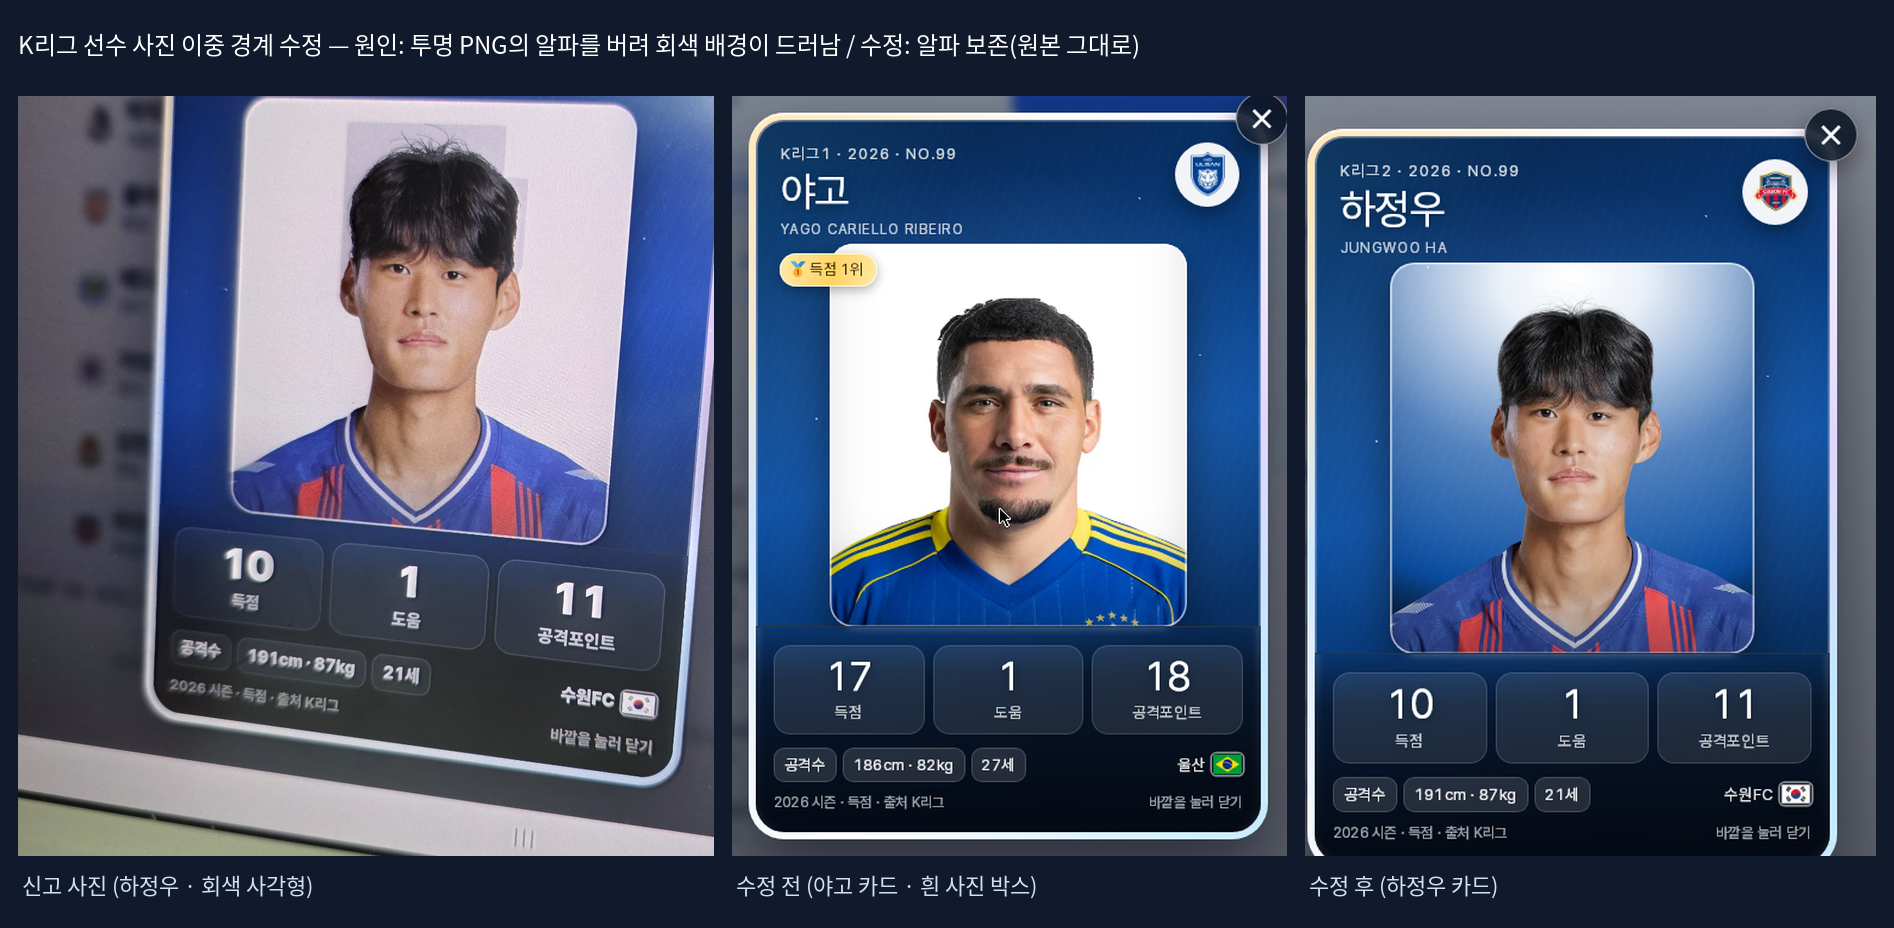 K리그 선수 사진 이중 경계 수정 — 원인: 투명 PNG의 알파를 버려 회색 배경이 드러남 / 수정: 알파 보존(원본 그대로)
10
득점
1
도움
11
공격포인트
공격수
191cm · 87kg
21세
수원FC
2026 시즌 · 득점 · 출처 K리그
바깥을 눌러 닫기
신고 사진 (하정우 · 회색 사각형)
K리그1 · 2026 · NO.99
야고
YAGO CARIELLO RIBEIRO
ULSAN
득점 1위
17
득점
1
도움
18
공격포인트
공격수
186cm · 82kg
27세
울산
2026 시즌 · 득점 · 출처 K리그
바깥을 눌러 닫기
수정 전 (야고 카드 · 흰 사진 박스)
K리그2 · 2026 · NO.99
하정우
JUNGWOO HA
10
득점
1
도움
11
공격포인트
공격수
191cm · 87kg
21세
수원FC
2026 시즌 · 득점 · 출처 K리그
바깥을 눌러 닫기
수정 후 (하정우 카드)